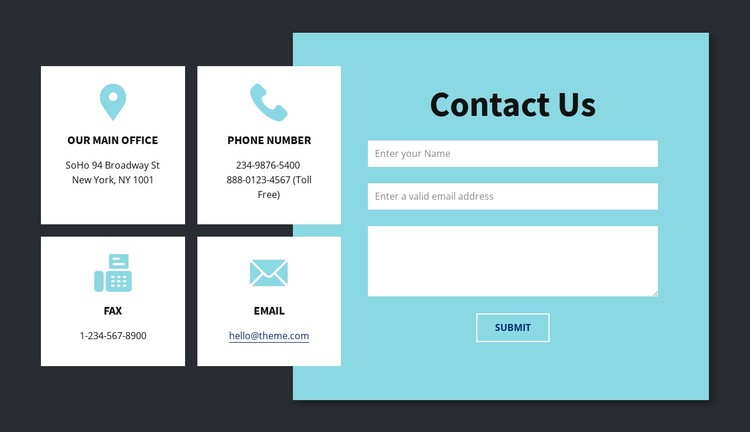 OUR MAIN OFFICE
SoHo 94 Broadway St
New York, NY 1001
PHONE NUMBER
234-9876-5400
888-0123-4567 (Toll
Free)
FAX
1-234-567-8900
EMAIL
hello@theme.com
Contact Us
Enter your Name
Enter a valid email address
SUBMIT